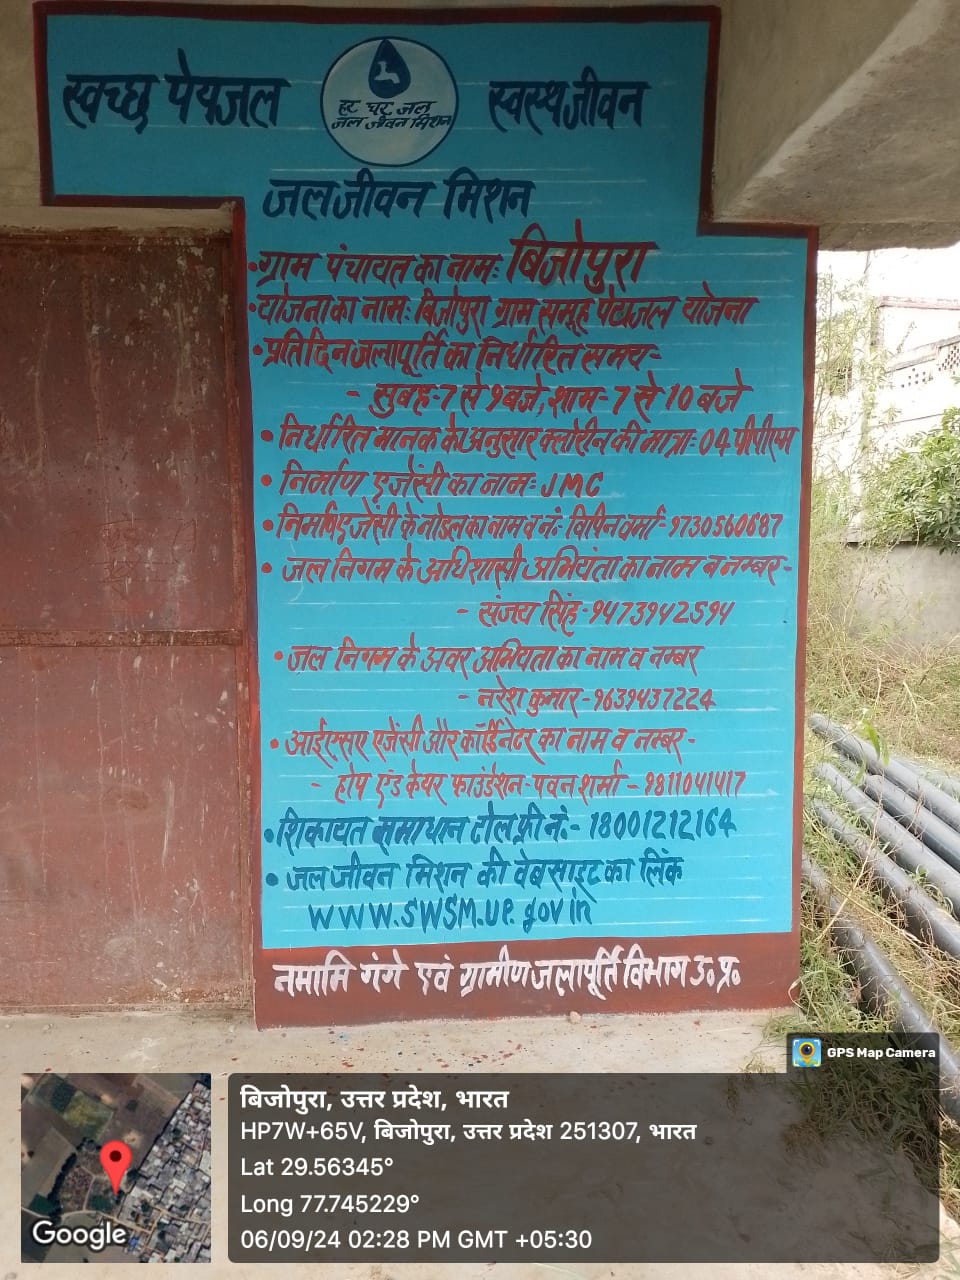 स्वच्छ पेयजल
हर घर जल
जल जीवन मिशन
स्वस्थ जीवन
जल जीवन मिशन
•ग्राम पंचायत का नामः बिजोपुरा
•योजना का नामः बिजोपुरा ग्राम समूह पेयजल योजना
•प्रतिदिन जलापूर्ति का निर्धारित समय-
- सुबह-7 से 9 बजे, शाम-7 से 10 बजे
• निर्धारित मानक के अनुसार क्लोरीन की मात्राः 04 पीपीएम
• निर्माण एजेंसी का नामः JMC
• निर्माण एजेंसी के नोडल का नाम व नंः विपिन वर्मा-9730560687
• जल निगम के अधिशासी अभियंता का नाम व नम्बर-
- संजय सिंह-9473942594
• जल निगम के अवर अभियंता का नाम व नम्बर
- नरेश कुमार-9639437224
• आईएसए एजेंसी और कॉर्डिनेटर का नाम व नम्बर-
- होप एंड केयर फाउंडेशन-पवन शर्मा-9811041417
•शिकायत समाधान टोल फ्री नं.- 18001212164
• जल जीवन मिशन की वेबसाइट का लिंक
www.SWSM.UP.gov.in
नमामि गंगे एवं ग्रामीण जलापूर्ति विभाग उ॰ प्र॰
GPS Map Camera
बिजोपुरा, उत्तर प्रदेश, भारत
HP7W+65V, बिजोपुरा, उत्तर प्रदेश 251307, भारत
Lat 29.56345°
Long 77.745229°
06/09/24 02:28 PM GMT +05:30
Google